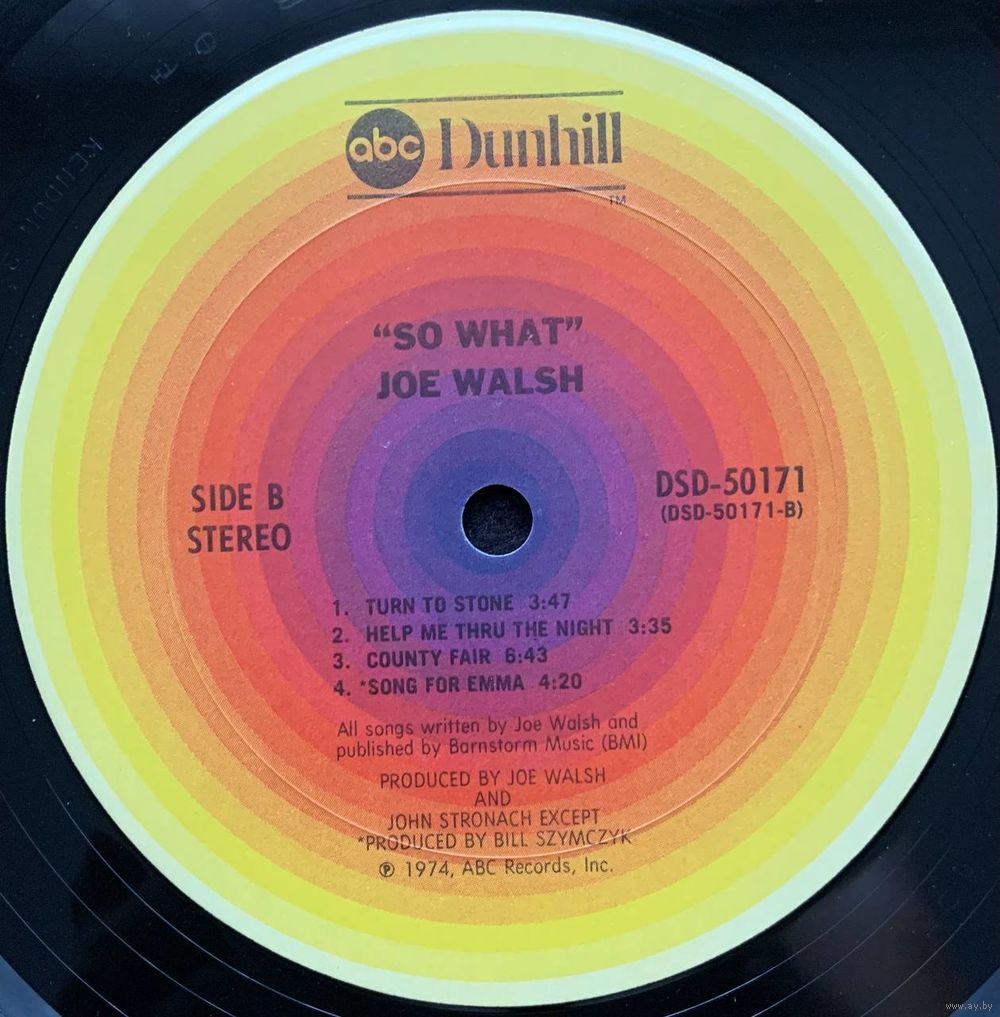 abc Dunhill
TM
“SO WHAT”
JOE WALSH
SIDE B
STEREO
DSD-50171
(DSD-50171-B)
1. TURN TO STONE 3:47
2. HELP ME THRU THE NIGHT 3:35
3. COUNTY FAIR 6:43
4. *SONG FOR EMMA 4:20
All songs written by Joe Walsh and
published by Barnstorm Music (BMI)
PRODUCED BY JOE WALSH
AND
JOHN STRONACH EXCEPT
*PRODUCED BY BILL SZYMCZYK
℗ 1974, ABC Records, Inc.
www.ay.by